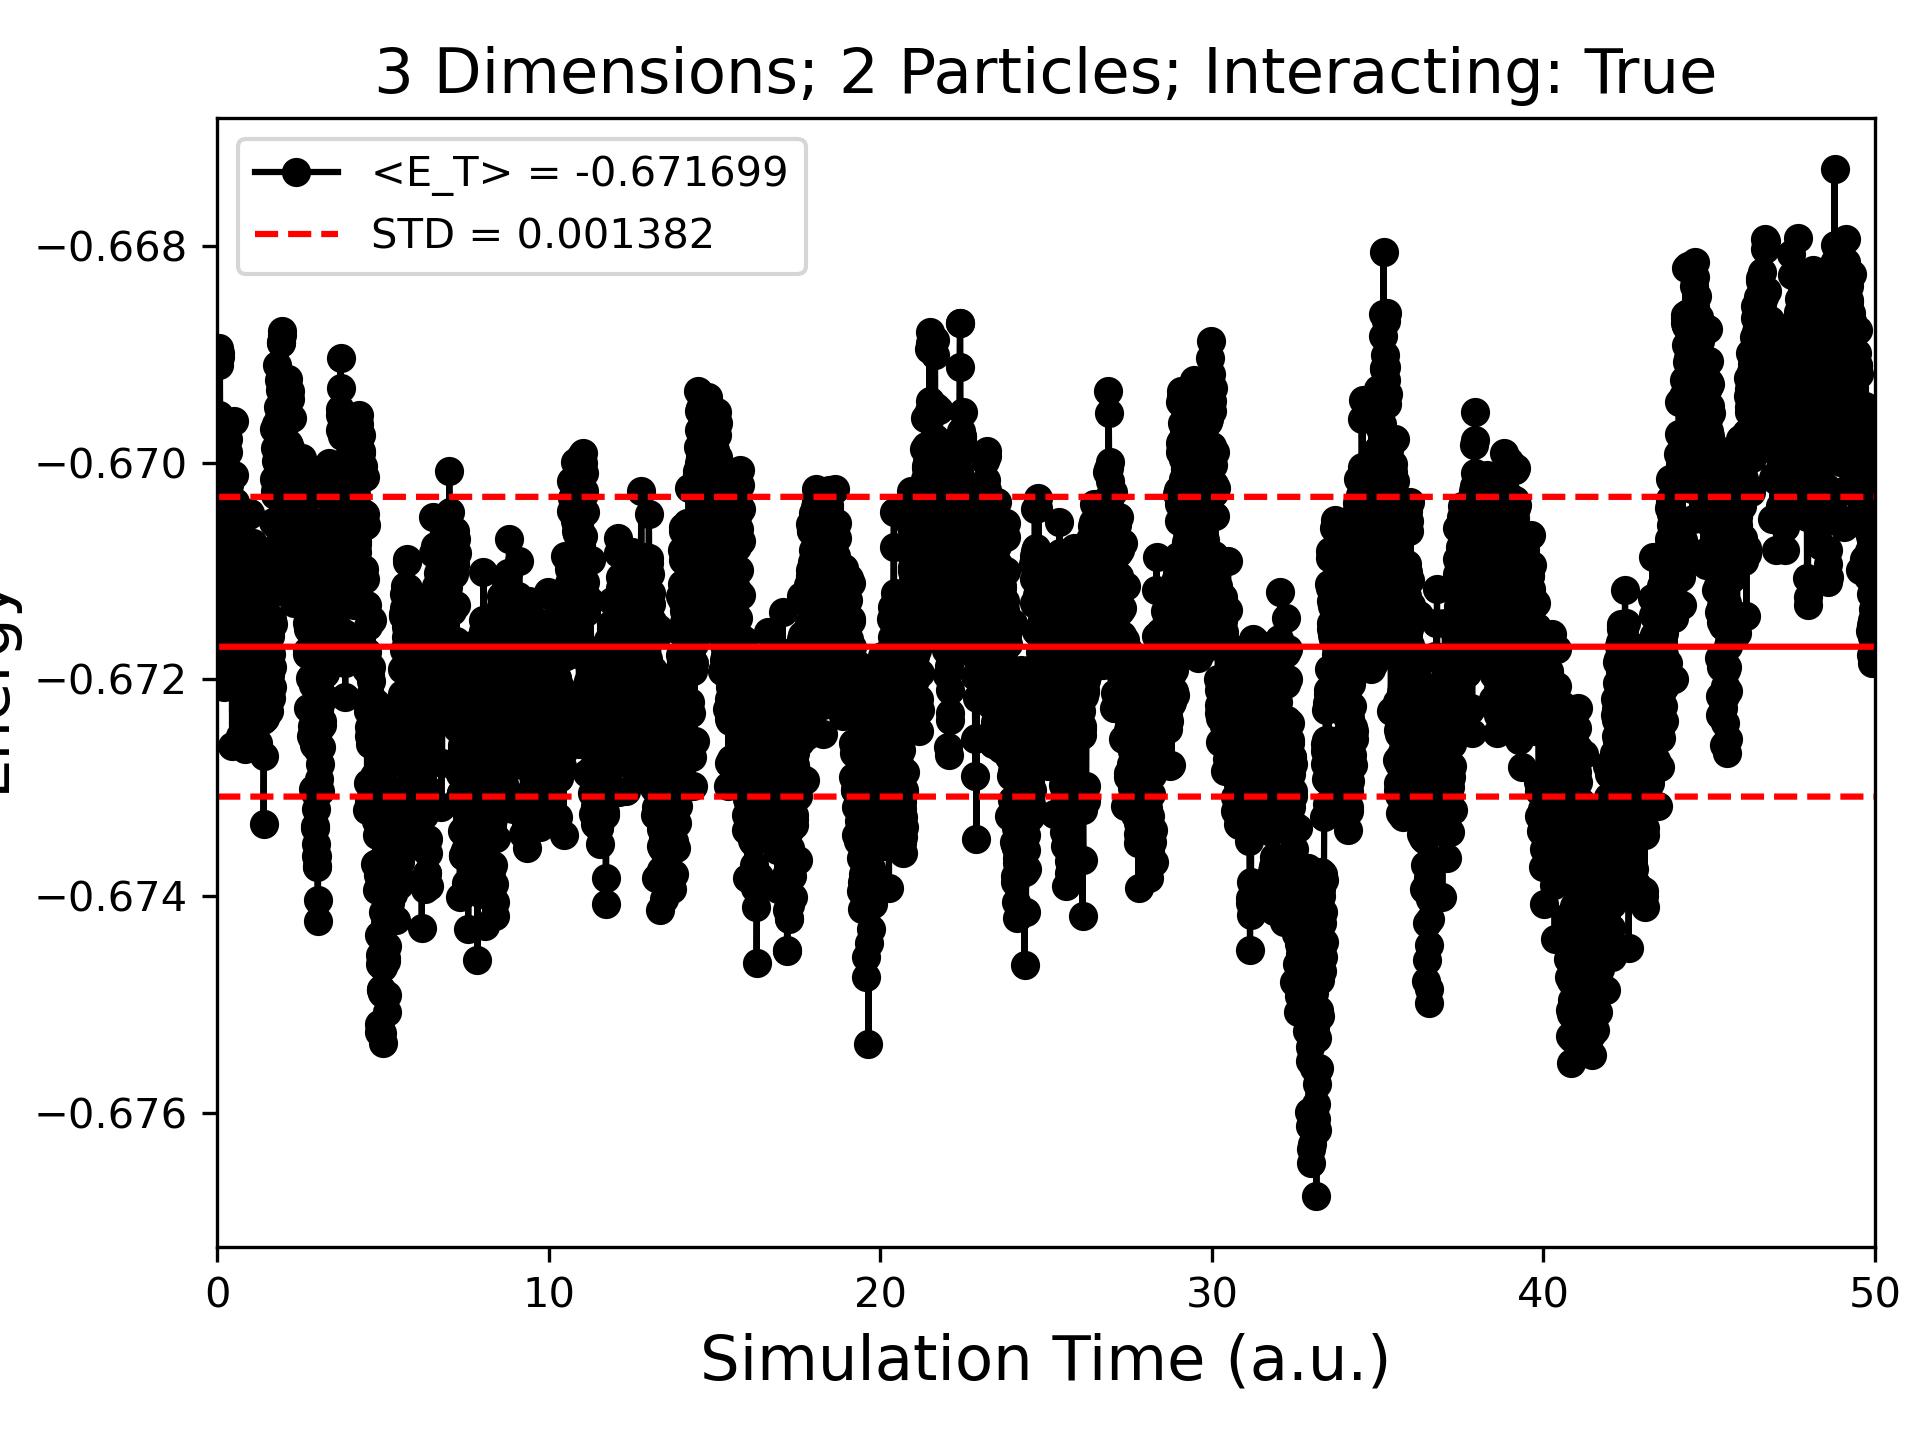 3 Dimensions; 2 Particles; Interacting: True
<E_T> = -0.671699
STD = 0.001382
−0.668
−0.670
−0.672
−0.674
−0.676
Energy
0 10 20 30 40 50
Simulation Time (a.u.)